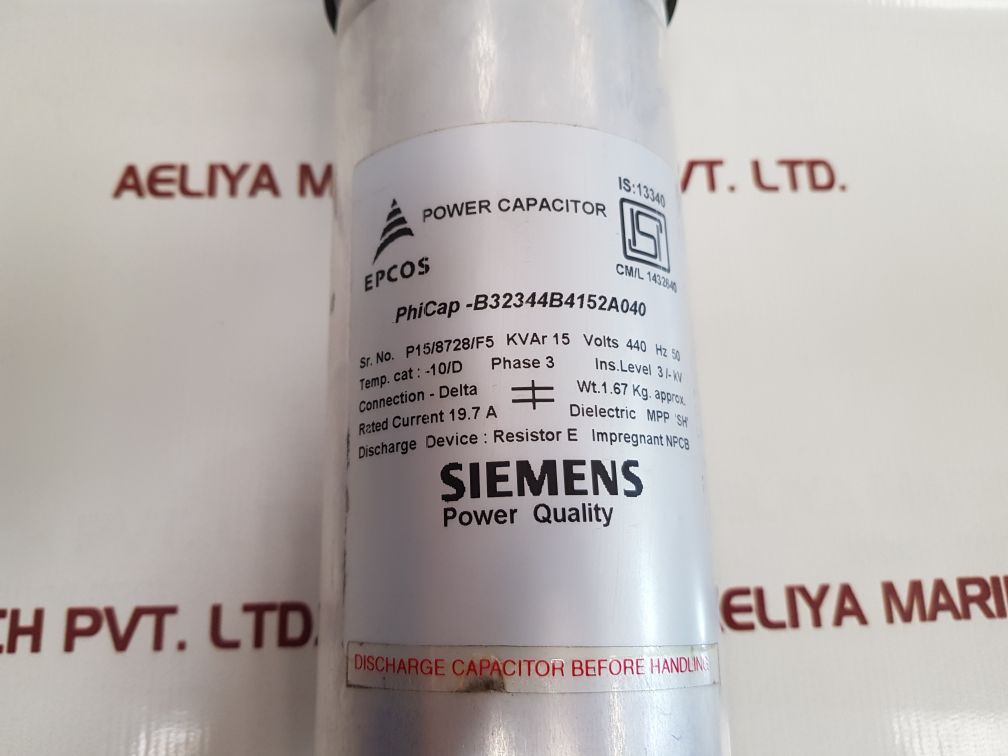 AELIYA M
VT. LTD.
IS:13340
POWER CAPACITOR
EPCOS
CM/L
PhiCap -B32344B4152A040
Sr. No. P15/8728/F5 KVAr 15 Volts 440 Hz 50
Temp. cat : -10/D Phase 3 Ins.Level 3 /- kV
Connection - Delta Wt.1.67 Kg. approx.
Rated Current 19.7 A Dielectric MPP 'SH'
Discharge Device : Resistor E Impregnant NPCB
SIEMENS
Power Quality
CH PVT. LTD.
AELIYA MARI
DISCHARGE CAPACITOR BEFORE HANDLING